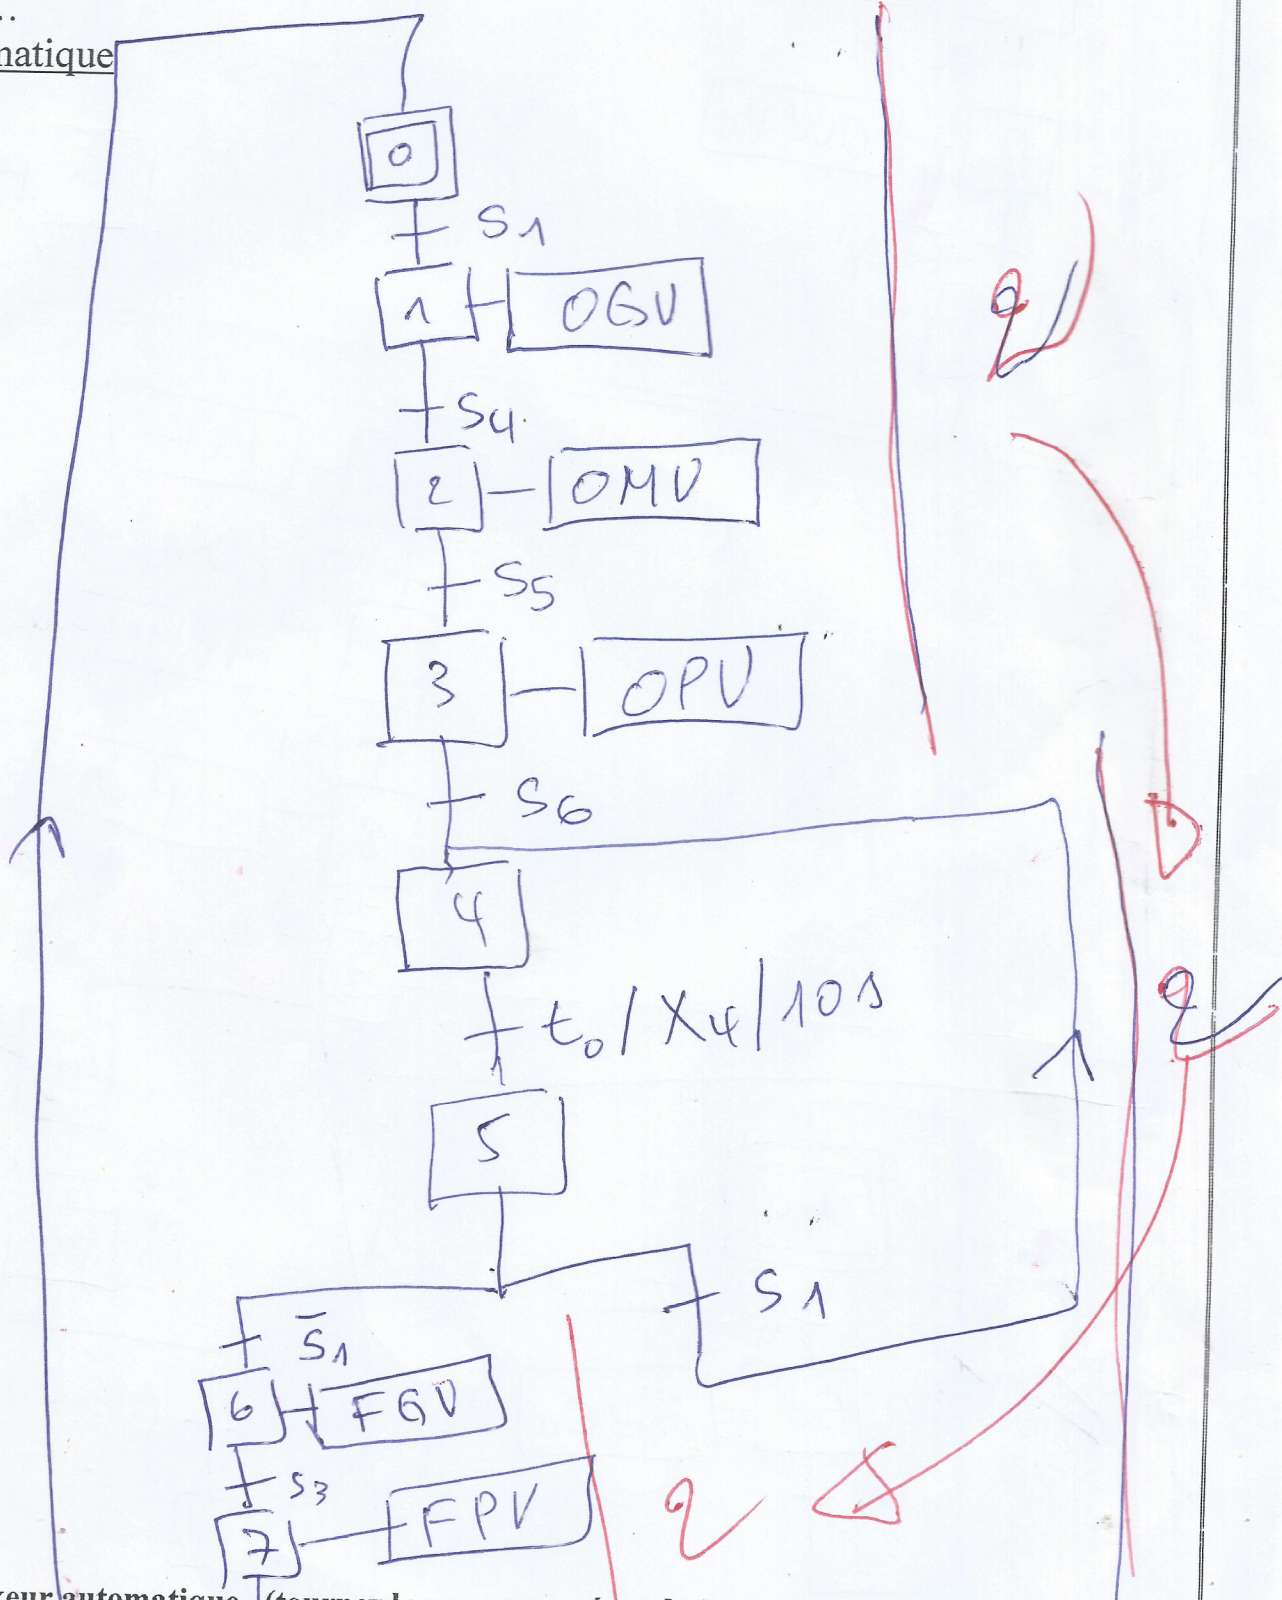 ..
matique
0
S1
1 OGV
S4
2 OMV
S5
3 OPV
S6
4
t₀/X4/10s
5
S̄1 S1
6 FGV
S3
7 FPV
2
2
2
automatique